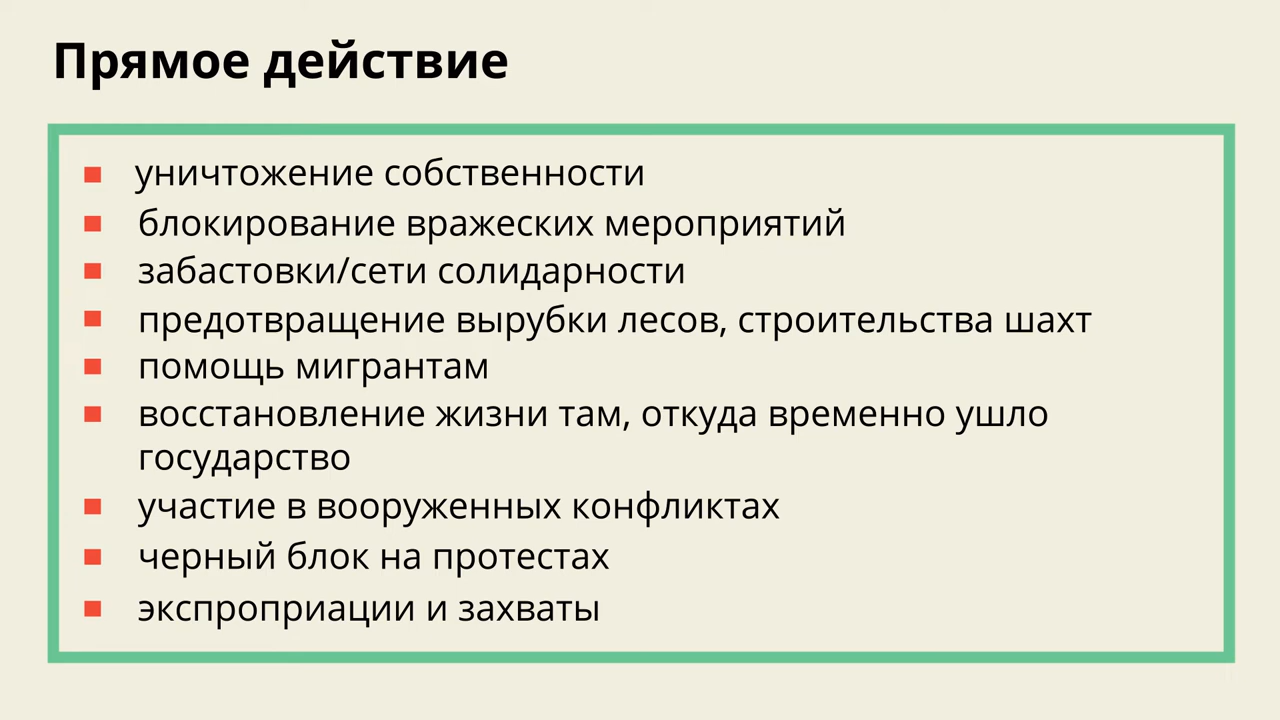 Прямое действие
уничтожение собственности
блокирование вражеских мероприятий
забастовки/сети солидарности
предотвращение вырубки лесов, строительства шахт
помощь мигрантам
восстановление жизни там, откуда временно ушло
государство
участие в вооруженных конфликтах
черный блок на протестах
экспроприации и захваты